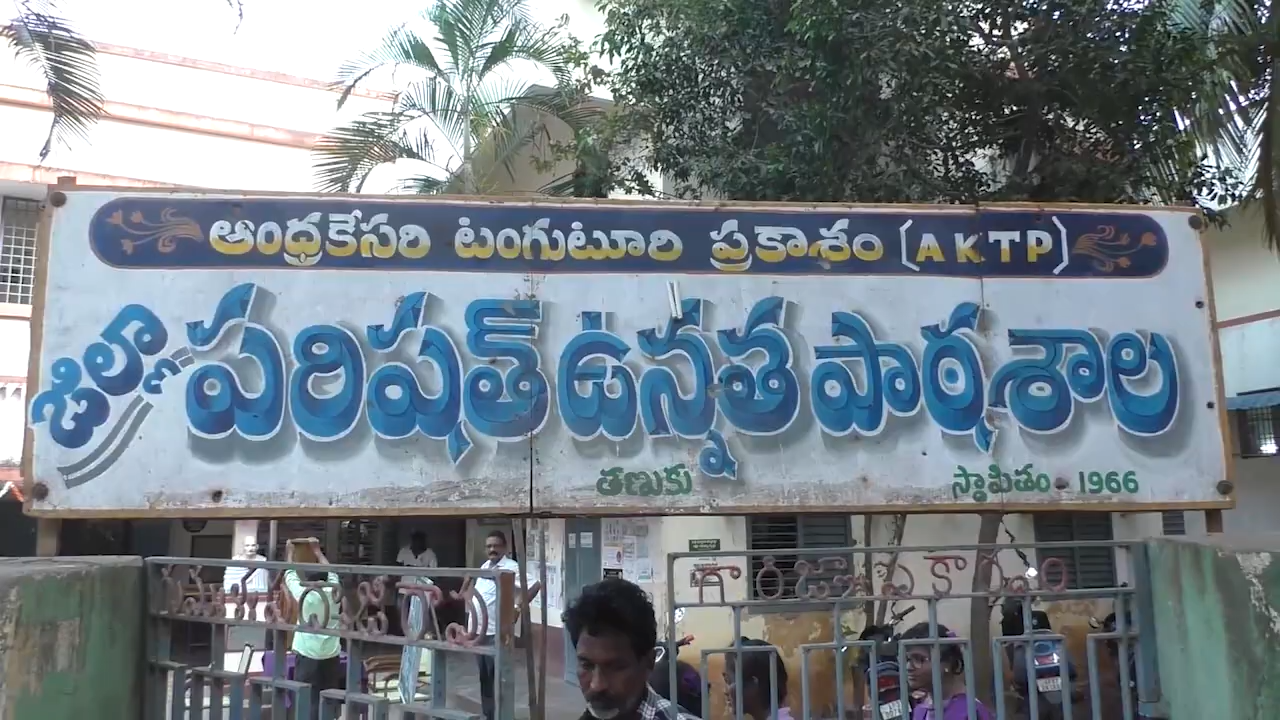 ఆంధ్రకేసరి టంగుటూరి ప్రకాశం (AKTP)
జిల్లా పరిషత్ ఉన్నత పాఠశాల
తణుకు స్థాపితం 1966